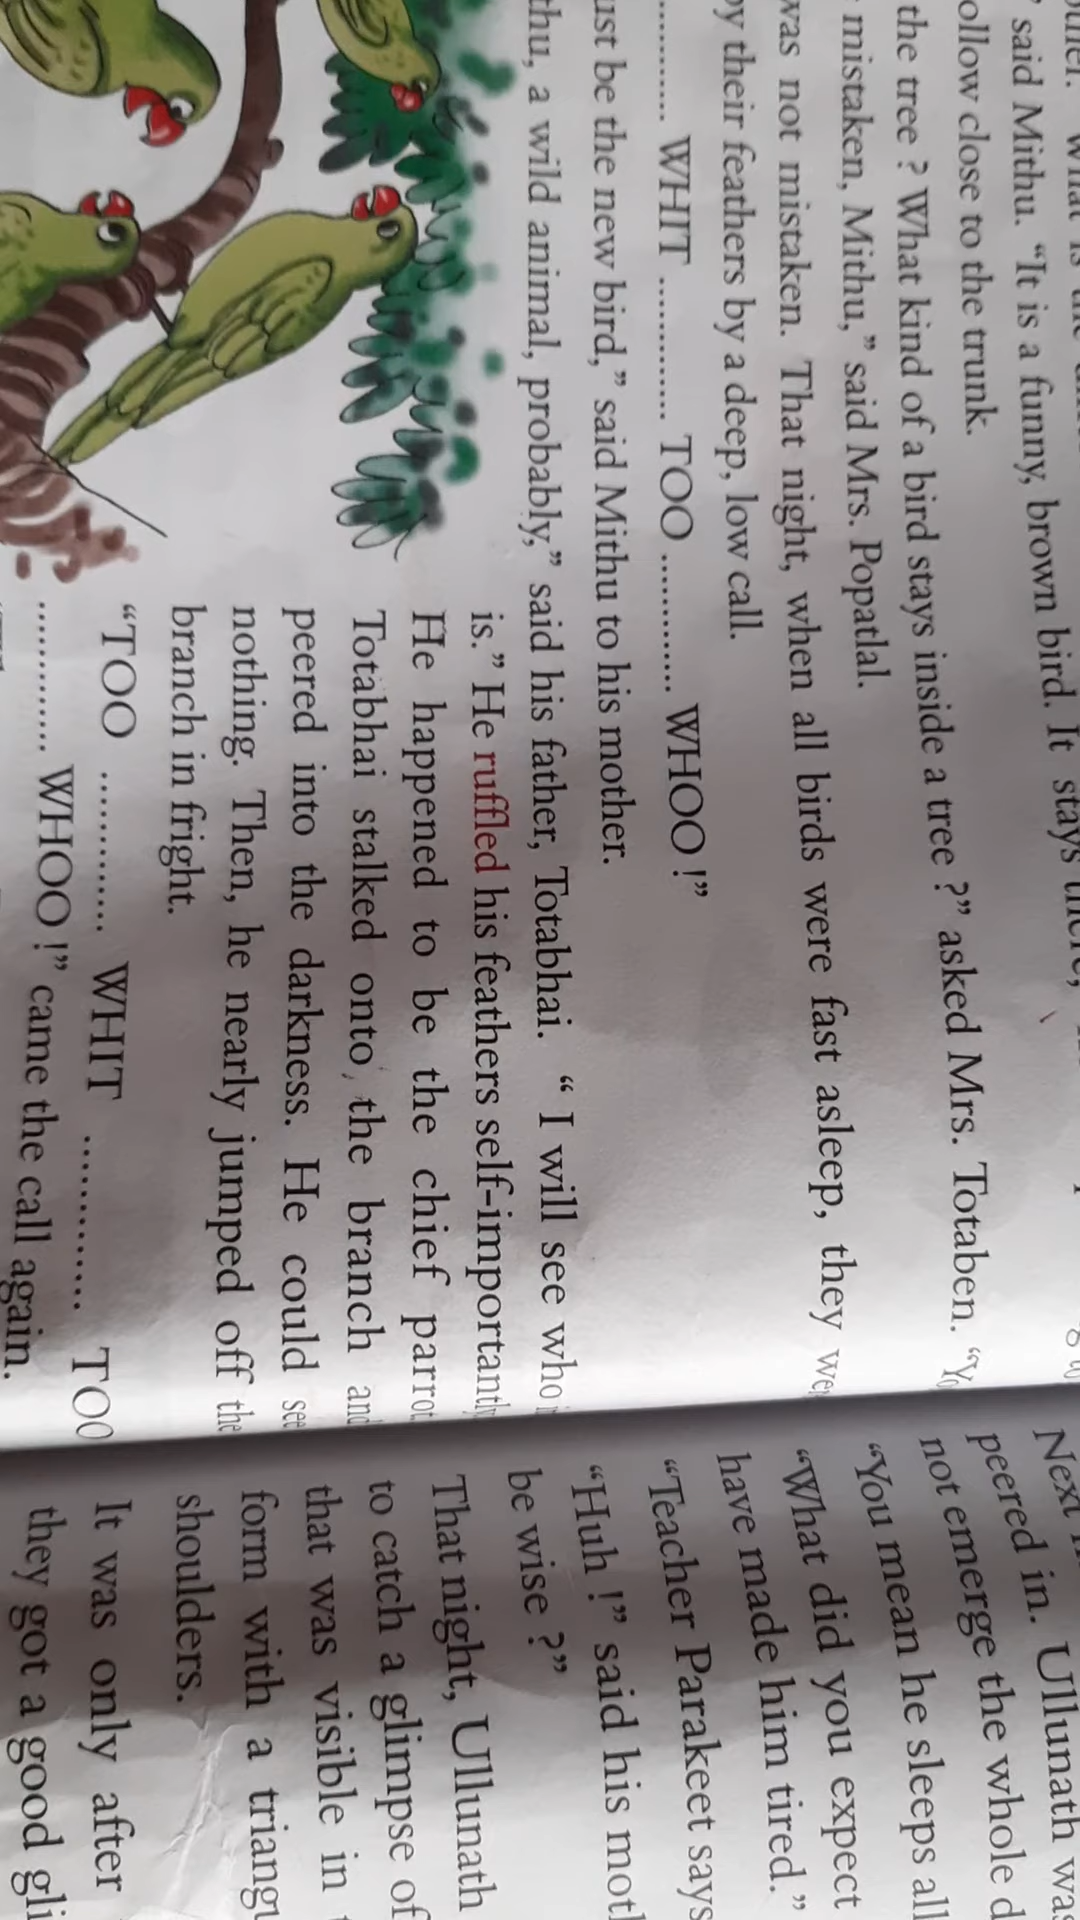 said Mithu. "It is a funny, brown bird. It stays
ollow close to the trunk.
the tree ? What kind of a bird stays inside a tree ?" asked Mrs. Totaben.
mistaken, Mithu," said Mrs. Popatlal.
was not mistaken. That night, when all birds were fast asleep, they
by their feathers by a deep, low call.
............ WHIT ............ TOO ............ WHOO !"
ust be the new bird," said Mithu to his mother.
thu, a wild animal, probably," said his father, Totabhai. " I will see who
is." He ruffled his feathers self-importantly
He happened to be the chief parrot.
Totabhai stalked onto the branch and
peered into the darkness. He could see
nothing. Then, he nearly jumped off the
branch in fright.
"TOO ............ WHIT ............ TOO
............ WHOO !" came the call again.
Next
peered in. Ullunath was
not emerge the whole d
"You mean he sleeps all
"What did you expect
have made him tired."
"Teacher Parakeet says
"Huh !" said his moth
be wise ?"
That night, Ullunath
to catch a glimpse of
that was visible in
form with a triang
shoulders.
It was only after
they got a good gli